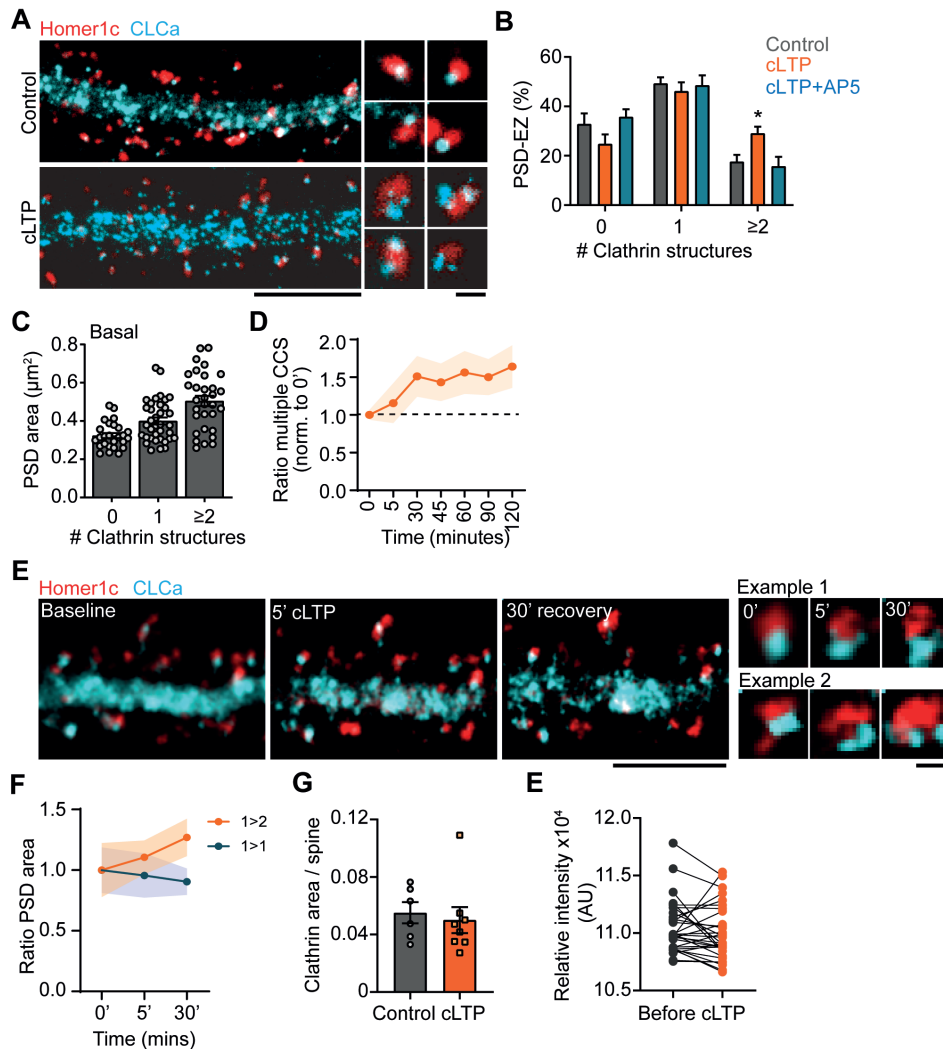 A
Homer1c CLCa
Control
cLTP
B
Control
cLTP
cLTP+AP5
PSD-EZ (%)
60
40
20
0
*
0 1 ≥2
# Clathrin structures
C
Basal
PSD area (µm²)
0.8
0.6
0.4
0.2
0.0
0 1 ≥2
# Clathrin structures
D
Ratio multiple CCS
(norm. to 0')
2.0
1.5
1.0
0.5
0.0
0 5 30 45 60 90 120
Time (minutes)
E
Homer1c CLCa
Baseline
5' cLTP
30' recovery
Example 1
0' 5' 30'
Example 2
F
Ratio PSD area
1.5
1.0
0.5
0.0
1>2
1>1
0' 5' 30'
Time (mins)
G
Clathrin area / spine
0.12
0.08
0.04
0
Control cLTP
E
Relative intensity x10⁴
(AU)
12.0
11.5
11.0
10.5
Before cLTP